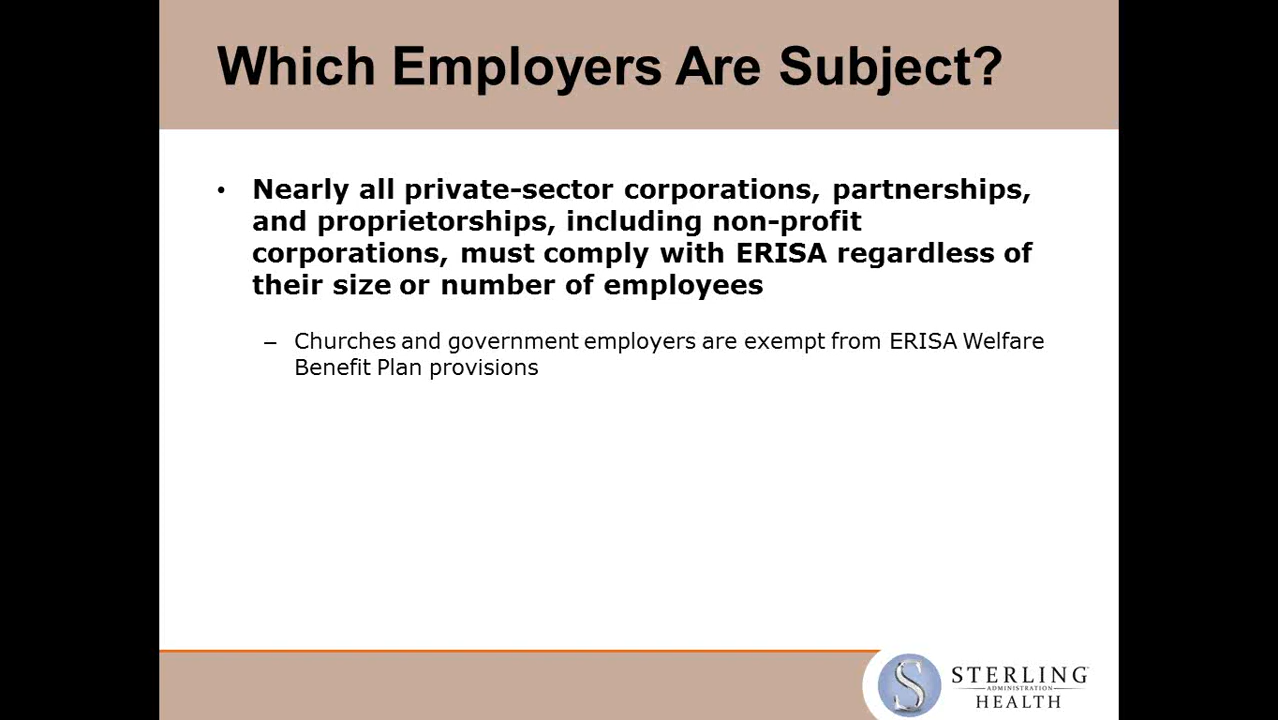 Which Employers Are Subject?
• Nearly all private-sector corporations, partnerships,
and proprietorships, including non-profit
corporations, must comply with ERISA regardless of
their size or number of employees
– Churches and government employers are exempt from ERISA Welfare
Benefit Plan provisions
S
STERLING
ADMINISTRATION
HEALTH